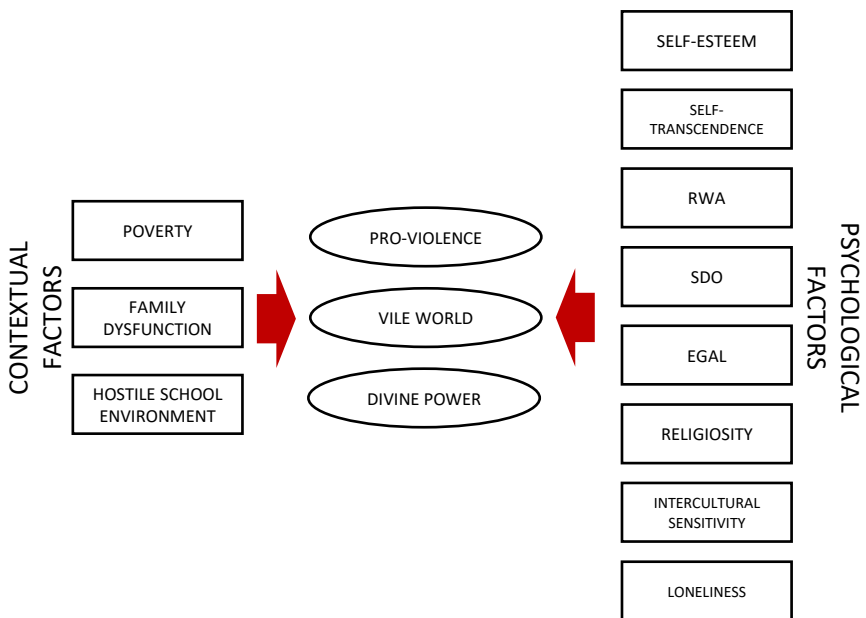 CONTEXTUAL
FACTORS
POVERTY
FAMILY
DYSFUNCTION
HOSTILE SCHOOL
ENVIRONMENT
PRO-VIOLENCE
VILE WORLD
DIVINE POWER
SELF-ESTEEM
SELF-
TRANSCENDENCE
RWA
SDO
EGAL
RELIGIOSITY
INTERCULTURAL
SENSITIVITY
LONELINESS
PSYCHOLOGICAL
FACTORS